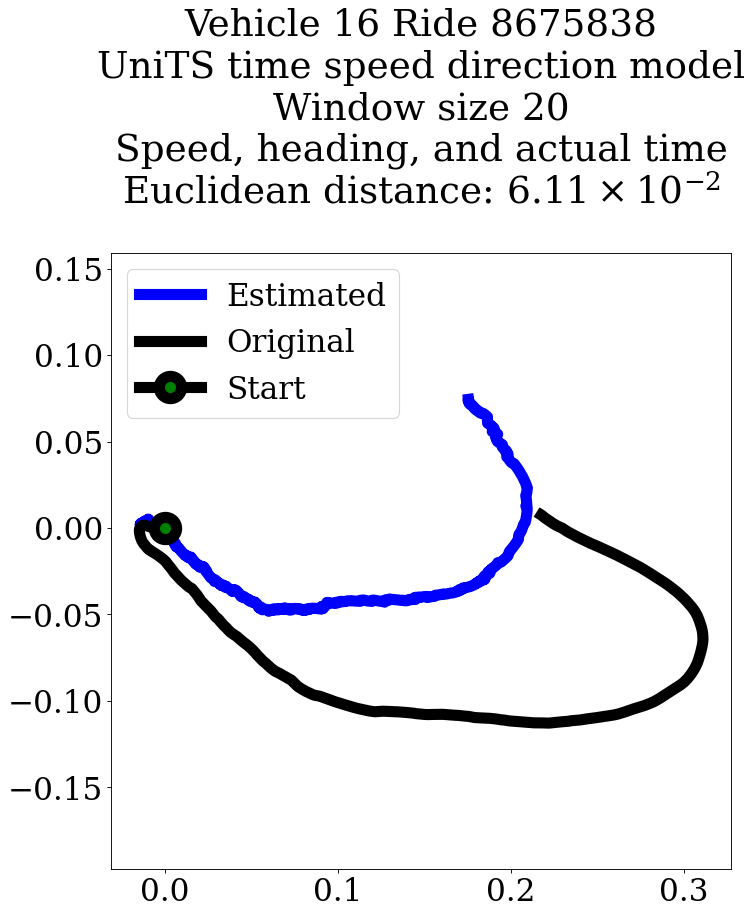 Vehicle 16 Ride 8675838
UniTS time speed direction model
Window size 20
Speed, heading, and actual time
Euclidean distance: 6.11 × 10⁻²
0.15
0.10
0.05
0.00
−0.05
−0.10
−0.15
Estimated
Original
Start
0.0
0.1
0.2
0.3